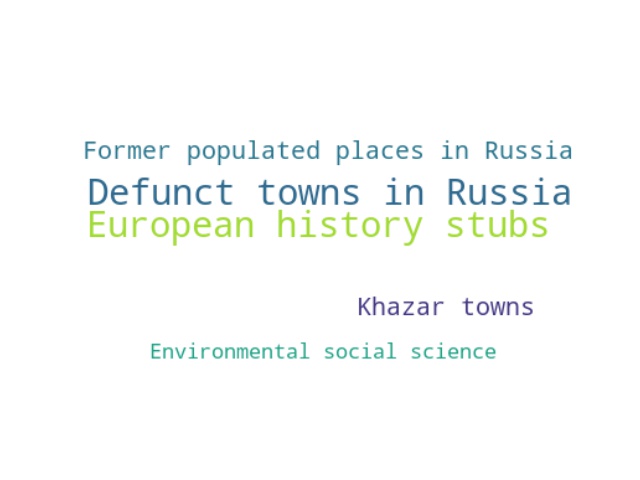 Former populated places in Russia
Defunct towns in Russia
European history stubs
Khazar towns
Environmental social science